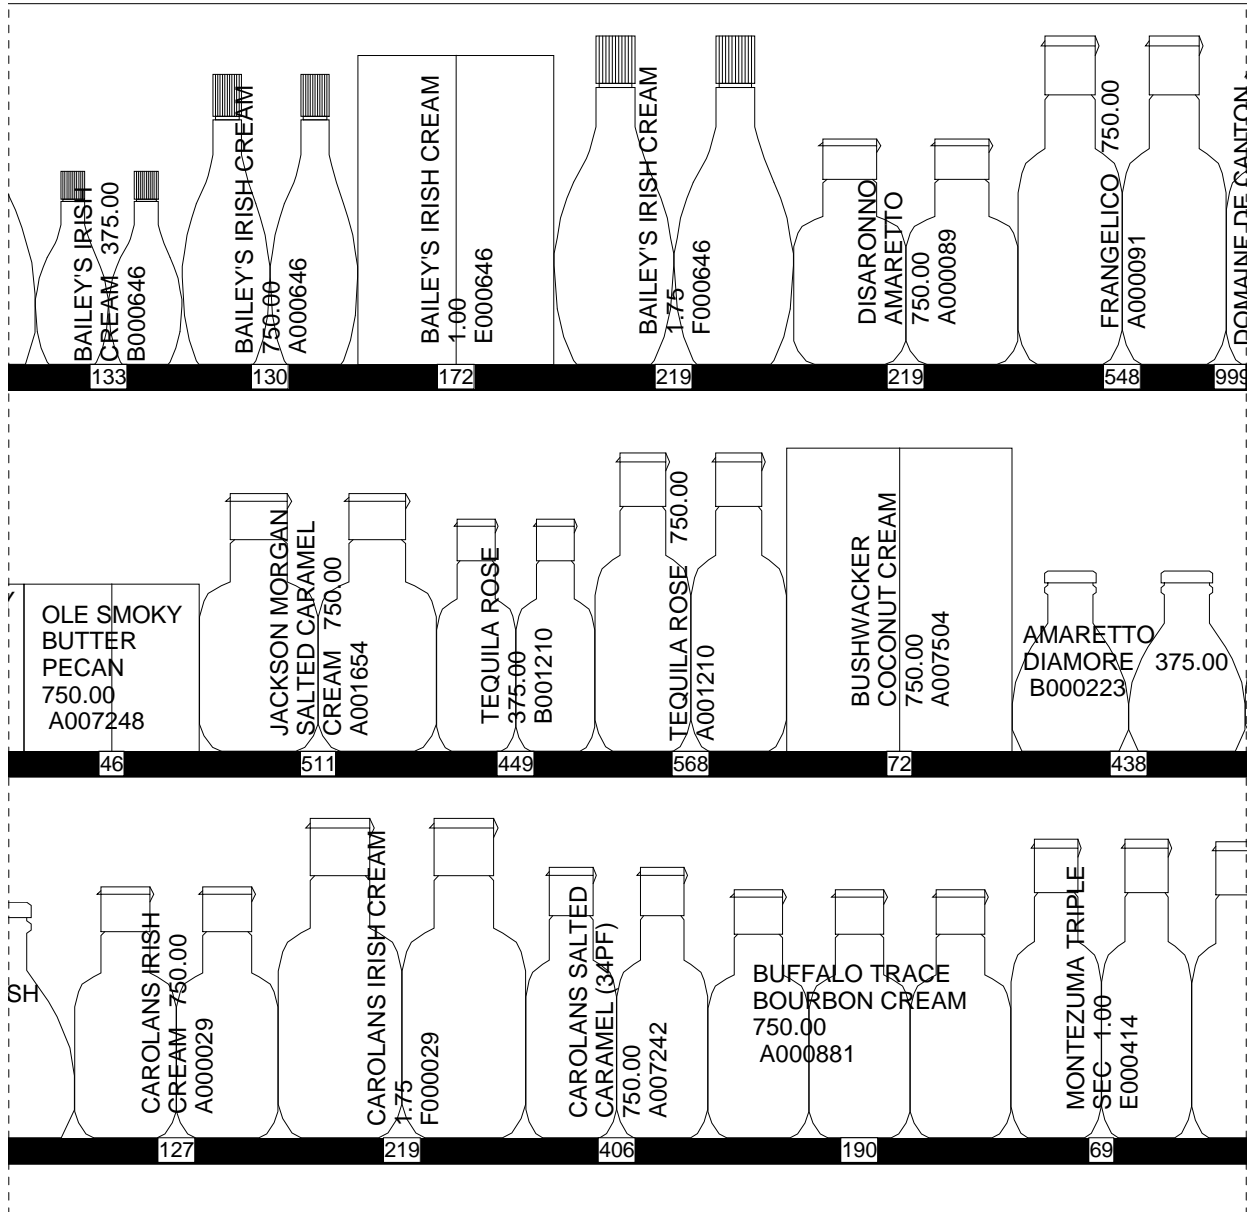 BAILEY'S IRISH
CREAM 375.00
B000646
BAILEY'S IRISH CREAM
750.00
A000646
BAILEY'S IRISH CREAM
1.00
E000646
BAILEY'S IRISH CREAM
1.75
F000646
DISARONNO
AMARETTO
750.00
A000089
FRANGELICO 750.00
A000091
DOMAINE DE CANTON
133
130
172
219
219
548
999
OLE SMOKY
BUTTER
PECAN
750.00
A007248
JACKSON MORGAN
SALTED CARAMEL
CREAM 750.00
A001654
TEQUILA ROSE
375.00
B001210
TEQUILA ROSE 750.00
A001210
BUSHWACKER
COCONUT CREAM
750.00
A007504
AMARETTO
DIAMORE 375.00
B000223
46
511
449
568
72
438
SH
CAROLANS IRISH
CREAM 750.00
A000029
CAROLANS IRISH CREAM
1.75
F000029
CAROLANS SALTED
CARAMEL (34PF)
750.00
A007242
BUFFALO TRACE
BOURBON CREAM
750.00
A000881
MONTEZUMA TRIPLE
SEC 1.00
E000414
127
219
406
190
69